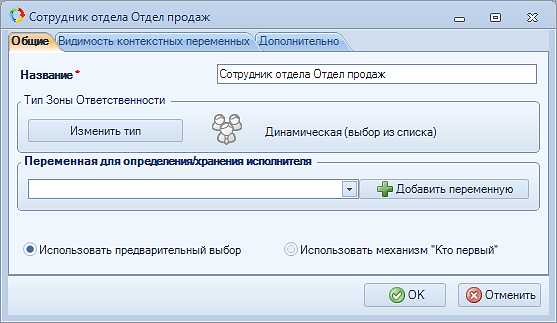 Сотрудник отдела Отдел продаж
Общие Видимость контекстных переменных Дополнительно
Название * Сотрудник отдела Отдел продаж
Тип Зоны Ответственности
Изменить тип Динамическая (выбор из списка)
Переменная для определения/хранения исполнителя
Добавить переменную
Использовать предварительный выбор Использовать механизм "Кто первый"
OK Отменить